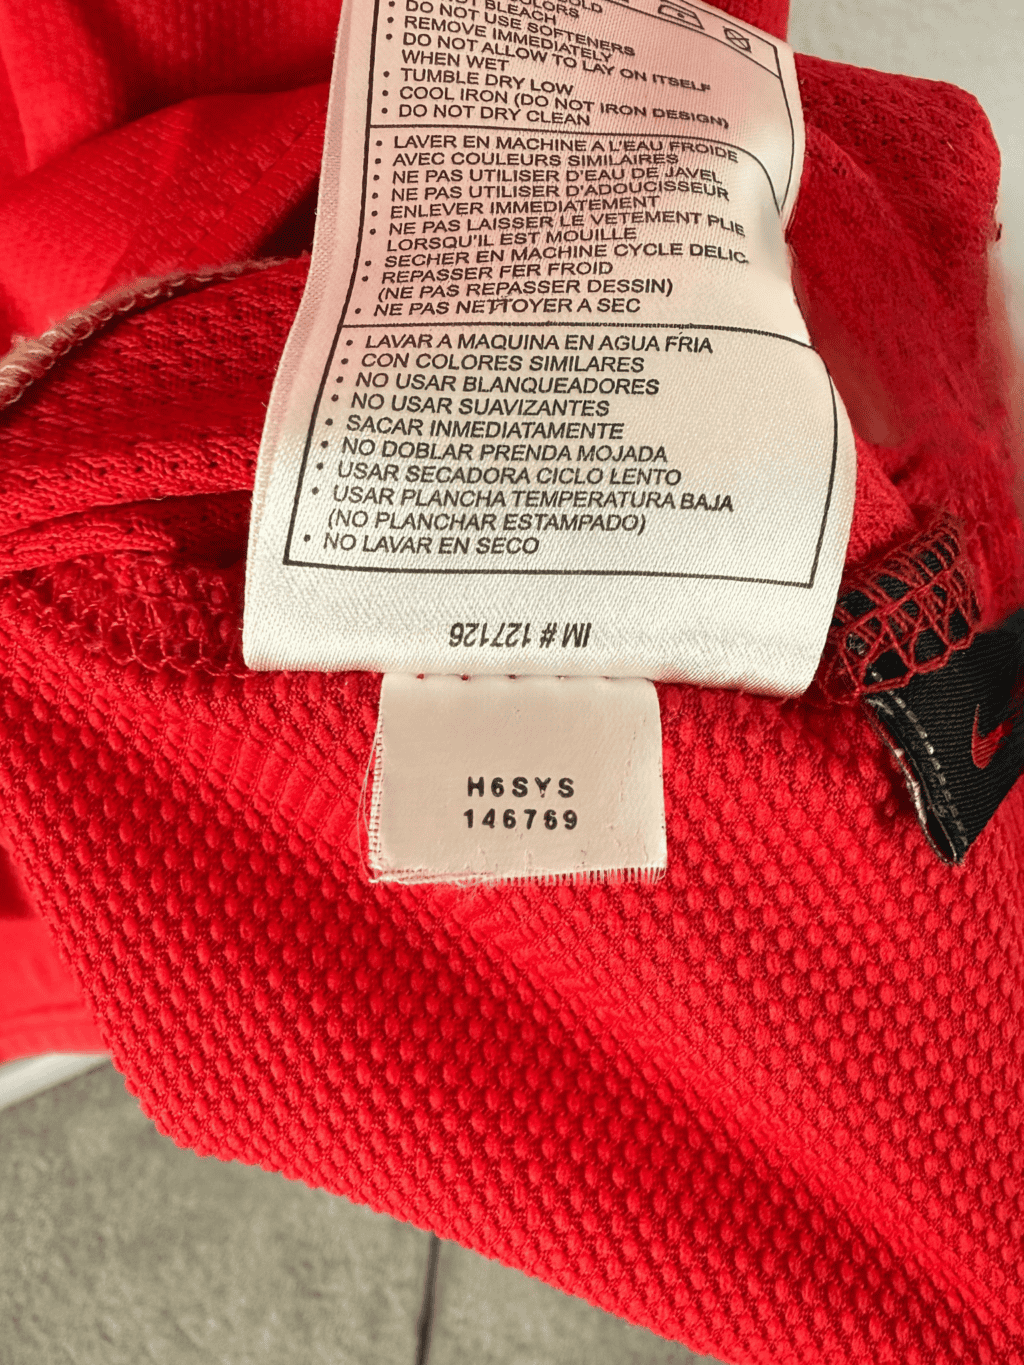 COLD
COLORS
• DO NOT BLEACH
• DO NOT USE SOFTENERS
• REMOVE IMMEDIATELY
• DO NOT ALLOW TO LAY ON ITSELF
WHEN WET
• TUMBLE DRY LOW
• COOL IRON (DO NOT IRON DESIGN)
• DO NOT DRY CLEAN
• LAVER EN MACHINE A L'EAU FROIDE
• AVEC COULEURS SIMILAIRES
• NE PAS UTILISER D'EAU DE JAVEL
• NE PAS UTILISER D'ADOUCISSEUR
• ENLEVER IMMEDIATEMENT
• NE PAS LAISSER LE VETEMENT PLIE
LORSQU'IL EST MOUILLE
• SECHER EN MACHINE CYCLE DELIC.
• REPASSER FER FROID
(NE PAS REPASSER DESSIN)
• NE PAS NETTOYER A SEC
• LAVAR A MAQUINA EN AGUA FRIA
• CON COLORES SIMILARES
• NO USAR BLANQUEADORES
• NO USAR SUAVIZANTES
• SACAR INMEDIATAMENTE
• NO DOBLAR PRENDA MOJADA
• USAR SECADORA CICLO LENTO
• USAR PLANCHA TEMPERATURA BAJA
(NO PLANCHAR ESTAMPADO)
• NO LAVAR EN SECO
IM # 127126
H6SYS
146769